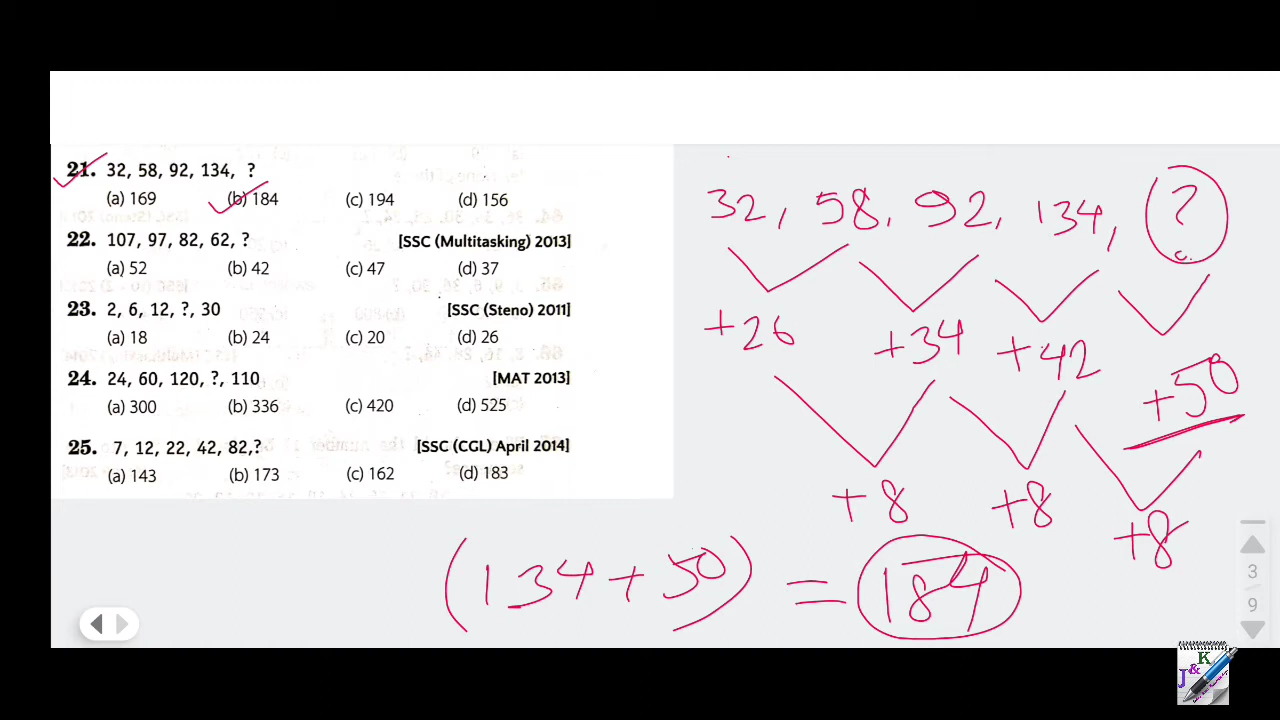 21. 32, 58, 92, 134, ?
(a) 169 (b) 184 (c) 194 (d) 156
22. 107, 97, 82, 62, ? [SSC (Multitasking) 2013]
(a) 52 (b) 42 (c) 47 (d) 37
23. 2, 6, 12, ?, 30 [SSC (Steno) 2011]
(a) 18 (b) 24 (c) 20 (d) 26
24. 24, 60, 120, ?, 110 [MAT 2013]
(a) 300 (b) 336 (c) 420 (d) 525
25. 7, 12, 22, 42, 82,? [SSC (CGL) April 2014]
(a) 143 (b) 173 (c) 162 (d) 183
32, 58, 92, 134, ?
+26 +34 +42 +50
+8 +8 +8
(134+50) = 184
3
9
J&K